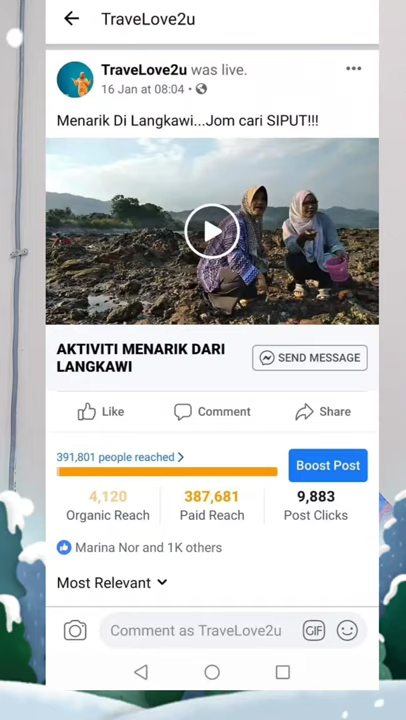 TraveLove2u
TraveLove2u was live.
16 Jan at 08:04 •
Menarik Di Langkawi...Jom cari SIPUT!!!
AKTIVITI MENARIK DARI
LANGKAWI
SEND MESSAGE
Like
Comment
Share
391,801 people reached >
Boost Post
4,120
Organic Reach
387,681
Paid Reach
9,883
Post Clicks
Marina Nor and 1K others
Most Relevant
Comment as TraveLove2u
GIF